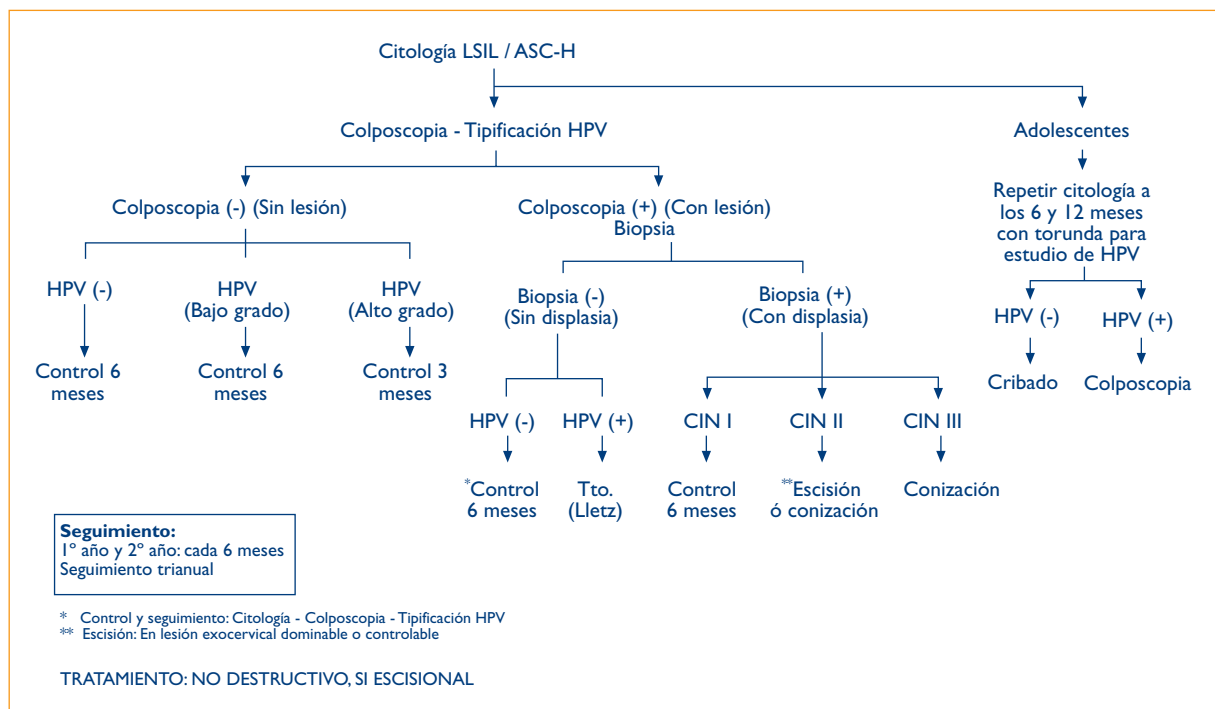 Citología LSIL / ASC-H
Colposcopia - Tipificación HPV
Adolescentes
Colposcopia (-) (Sin lesión)
Colposcopia (+) (Con lesión)
Biopsia
Repetir citología a
los 6 y 12 meses
con torunda para
estudio de HPV
HPV (-)
HPV
(Bajo grado)
HPV
(Alto grado)
Biopsia (-)
(Sin displasia)
Biopsia (+)
(Con displasia)
HPV (-)
HPV (+)
Control 6
meses
Control 6
meses
Control 3
meses
Cribado
Colposcopia
HPV (-)
HPV (+)
CIN I
CIN II
CIN III
*Control
6 meses
Tto.
(Lletz)
Control
6 meses
**Escisión
ó conización
Conización
Seguimiento:
1º año y 2º año: cada 6 meses
Seguimiento trianual
* Control y seguimiento: Citología - Colposcopia - Tipificación HPV
** Escisión: En lesión exocervical dominable o controlable
TRATAMIENTO: NO DESTRUCTIVO, SI ESCISIONAL